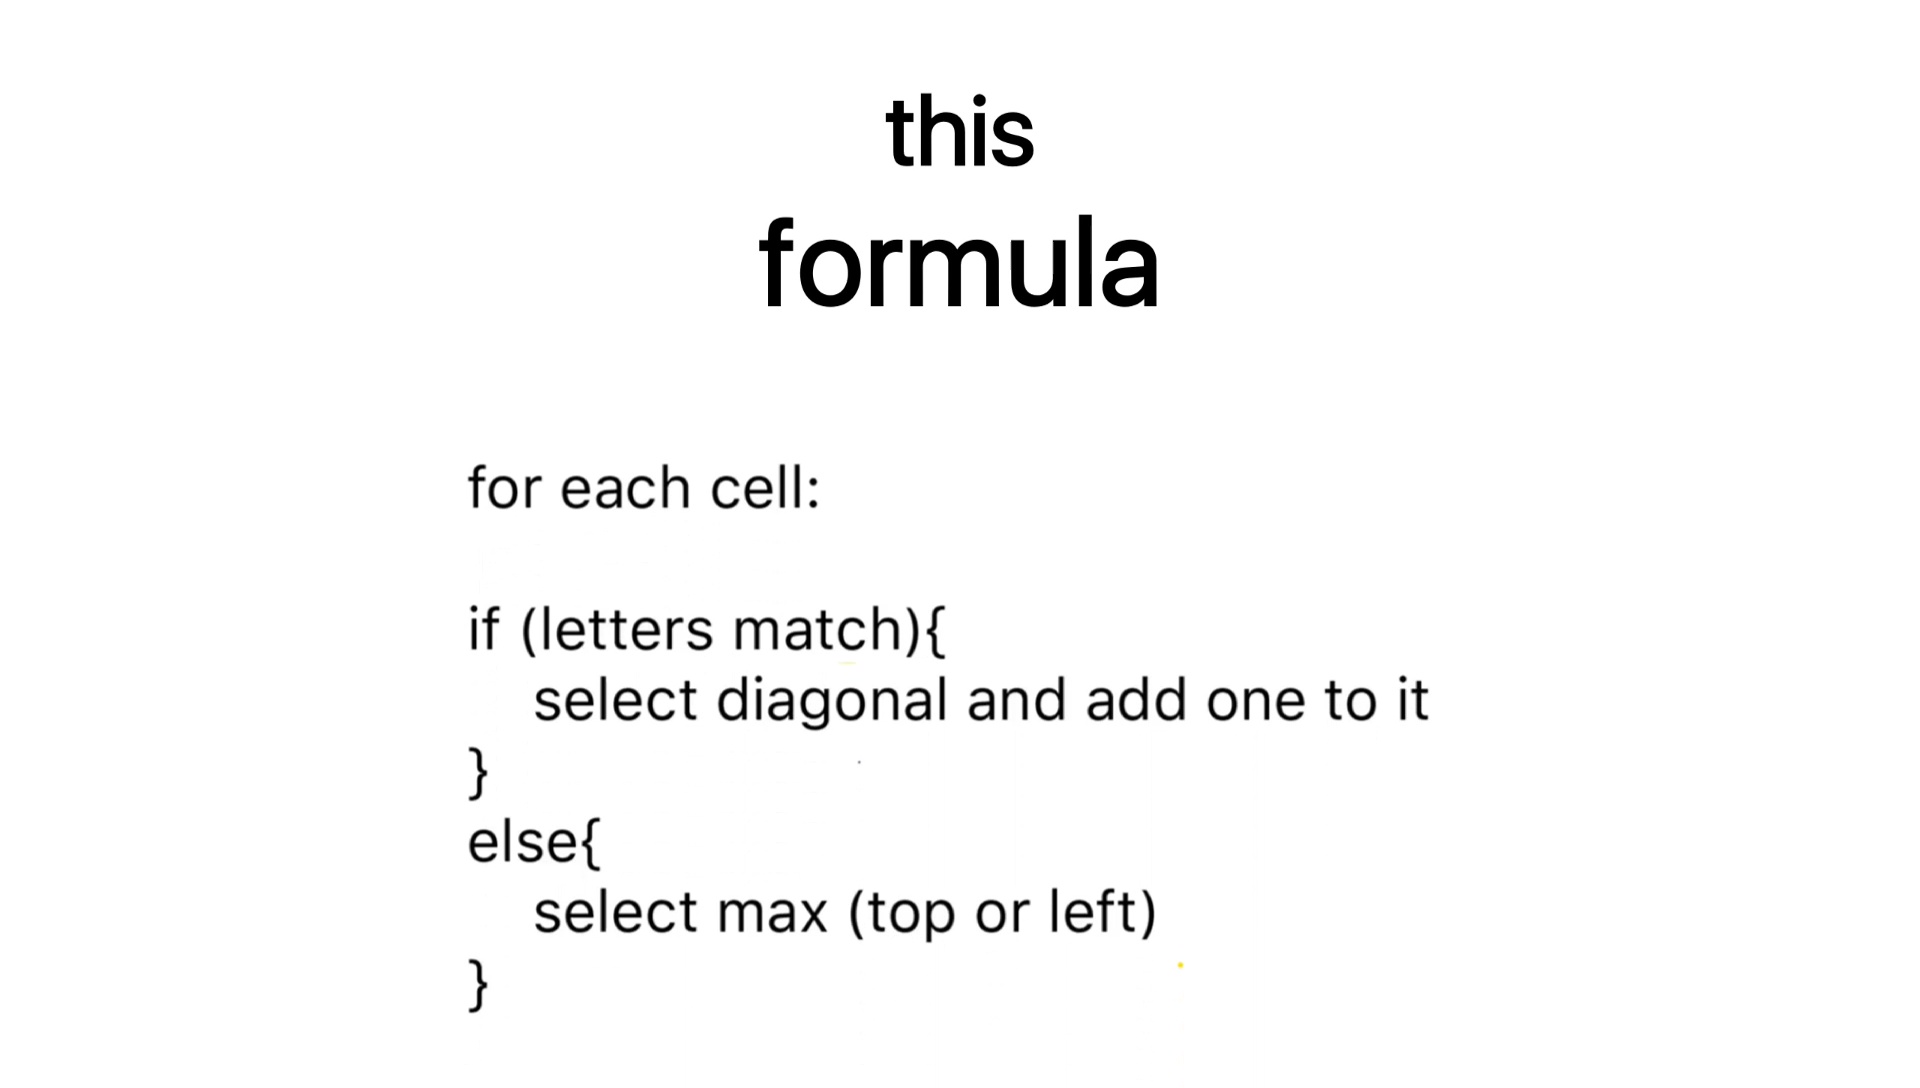 this
formula
for each cell:
if (letters match){
select diagonal and add one to it
}
else{
select max (top or left)
}